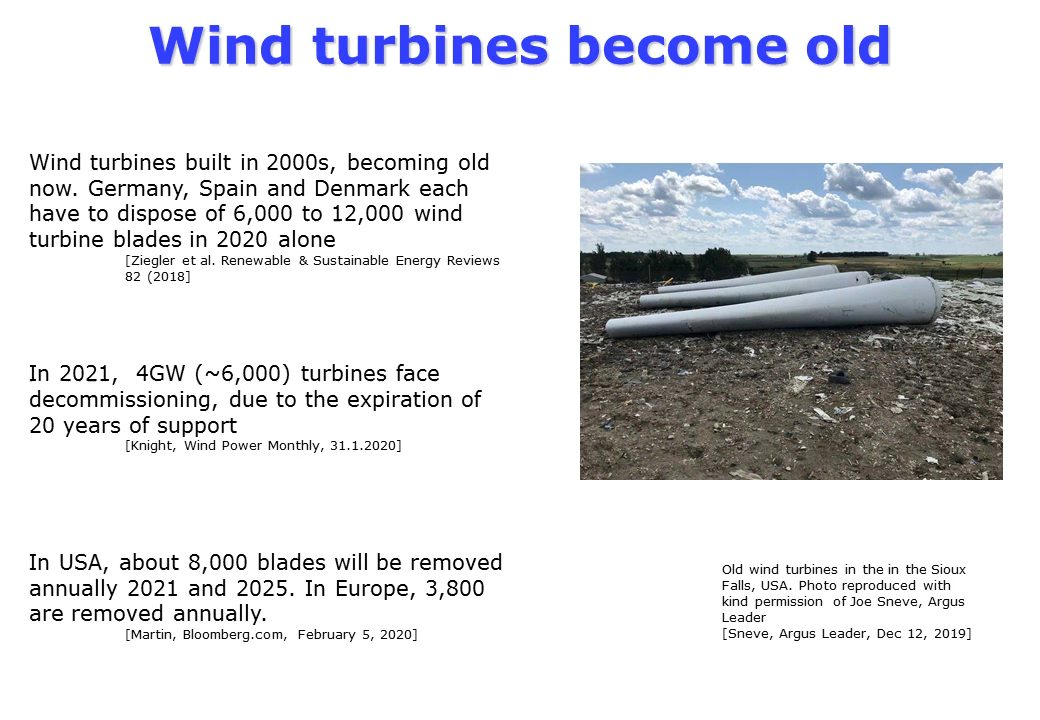 Wind turbines become old
Wind turbines built in 2000s, becoming old
now. Germany, Spain and Denmark each
have to dispose of 6,000 to 12,000 wind
turbine blades in 2020 alone
[Ziegler et al. Renewable & Sustainable Energy Reviews
82 (2018]
In 2021, 4GW (~6,000) turbines face
decommissioning, due to the expiration of
20 years of support
[Knight, Wind Power Monthly, 31.1.2020]
In USA, about 8,000 blades will be removed
annually 2021 and 2025. In Europe, 3,800
are removed annually.
[Martin, Bloomberg.com, February 5, 2020]
Old wind turbines in the in the Sioux
Falls, USA. Photo reproduced with
kind permission of Joe Sneve, Argus
Leader
[Sneve, Argus Leader, Dec 12, 2019]